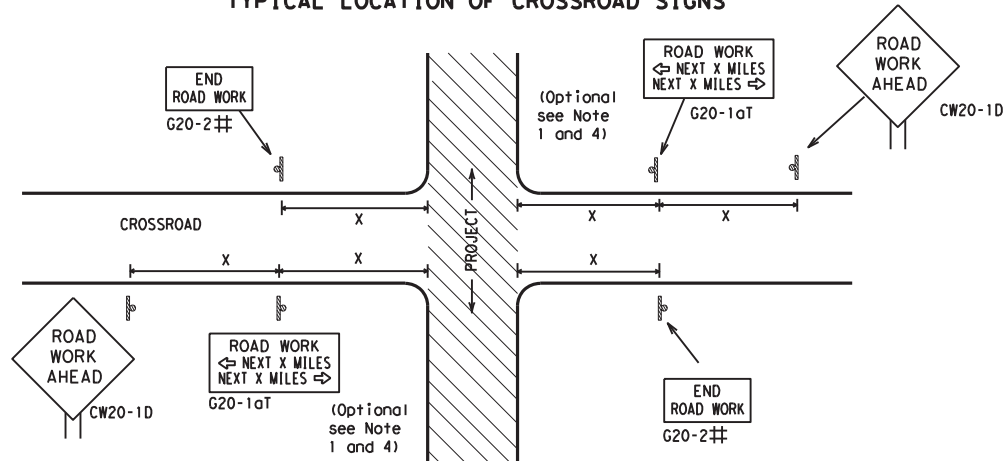 TYPICAL LOCATION OF CROSSROAD SIGNS
END
ROAD WORK
G20-2#
ROAD WORK
⇦ NEXT X MILES
NEXT X MILES ⇨
G20-1aT
(Optional
see Note
1 and 4)
ROAD
WORK
AHEAD
CW20-1D
X
X
X
CROSSROAD
PROJECT
X
X
X
ROAD
WORK
AHEAD
CW20-1D
ROAD WORK
⇦ NEXT X MILES
NEXT X MILES ⇨
G20-1aT
(Optional
see Note
1 and 4)
END
ROAD WORK
G20-2#